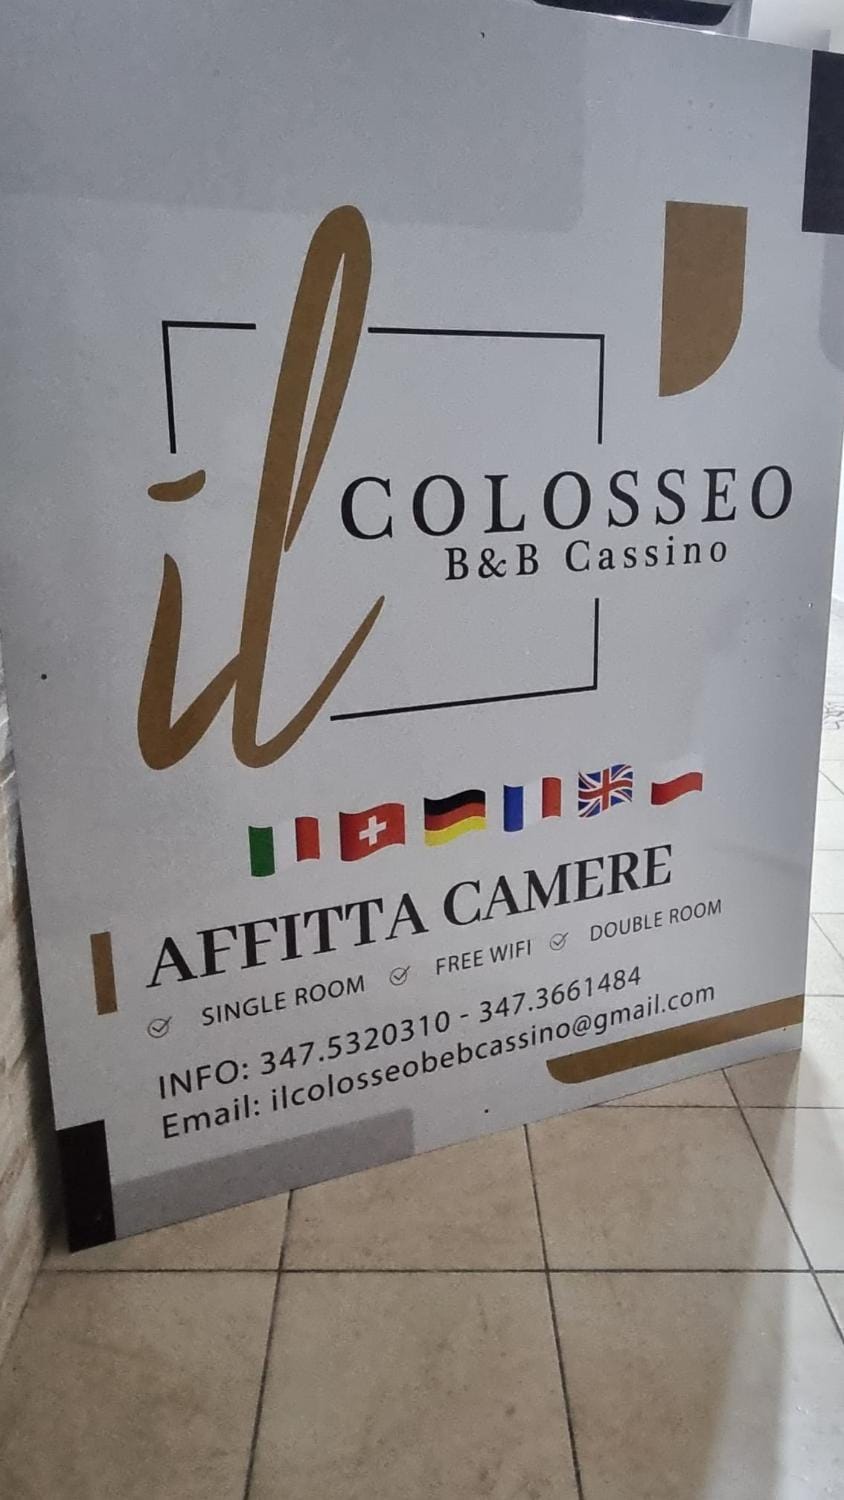 il
COLOSSEO
B&B Cassino
AFFITTA CAMERE
SINGLE ROOM FREE WIFI DOUBLE ROOM
INFO: 347.5320310 - 347.3661484
Email: ilcolosseobebcassino@gmail.com